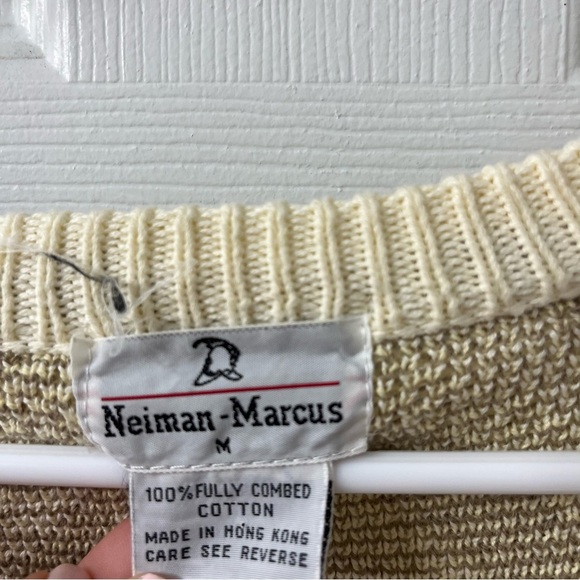 Neiman-Marcus
M
100% FULLY COMBED
COTTON
MADE IN HONG KONG
CARE SEE REVERSE